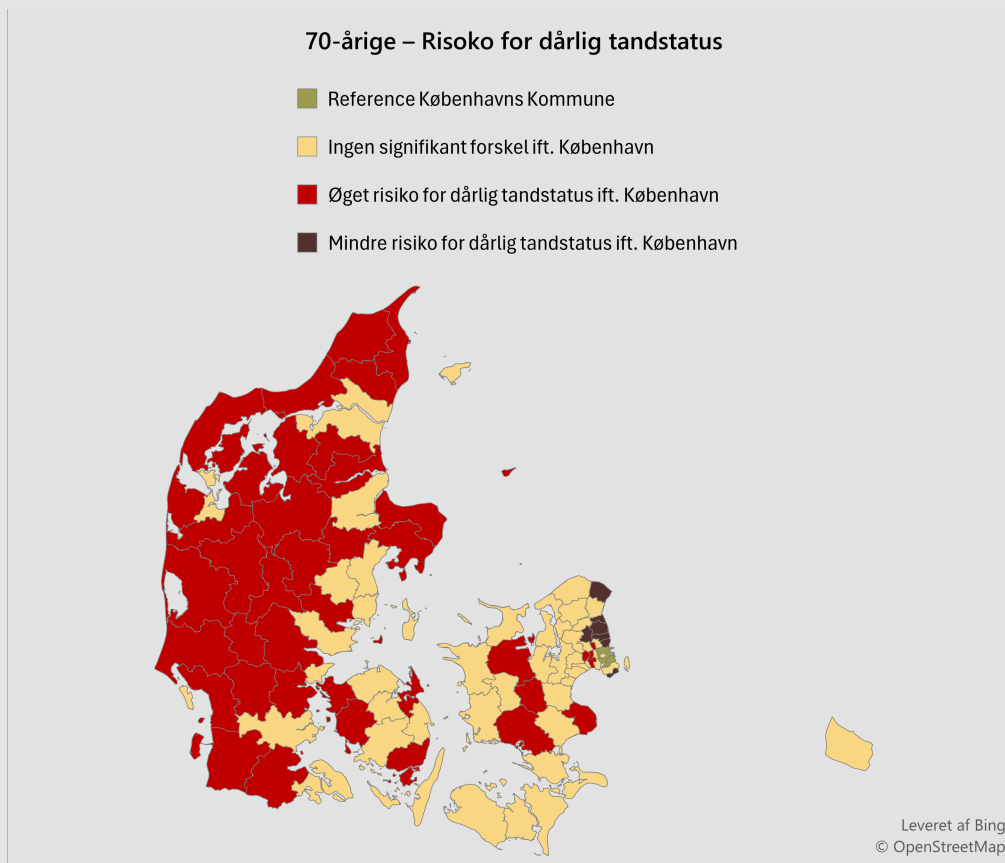 70-årige – Risoko for dårlig tandstatus
Reference Københavns Kommune
Ingen signifikant forskel ift. København
Øget risiko for dårlig tandstatus ift. København
Mindre risiko for dårlig tandstatus ift. København
Leveret af Bing
© OpenStreetMap